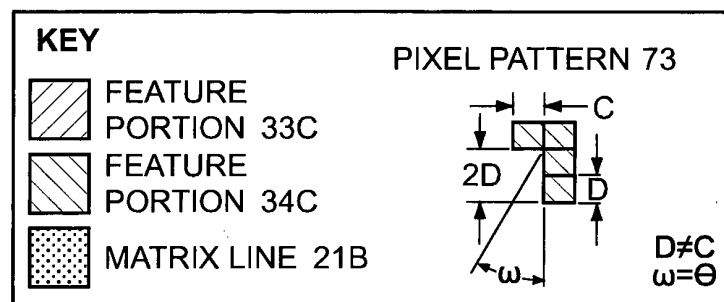 KEY
FEATURE
PORTION 33C
FEATURE
PORTION 34C
MATRIX LINE 21B
PIXEL PATTERN 73
C
2D
D
ω
D≠C
ω=Θ